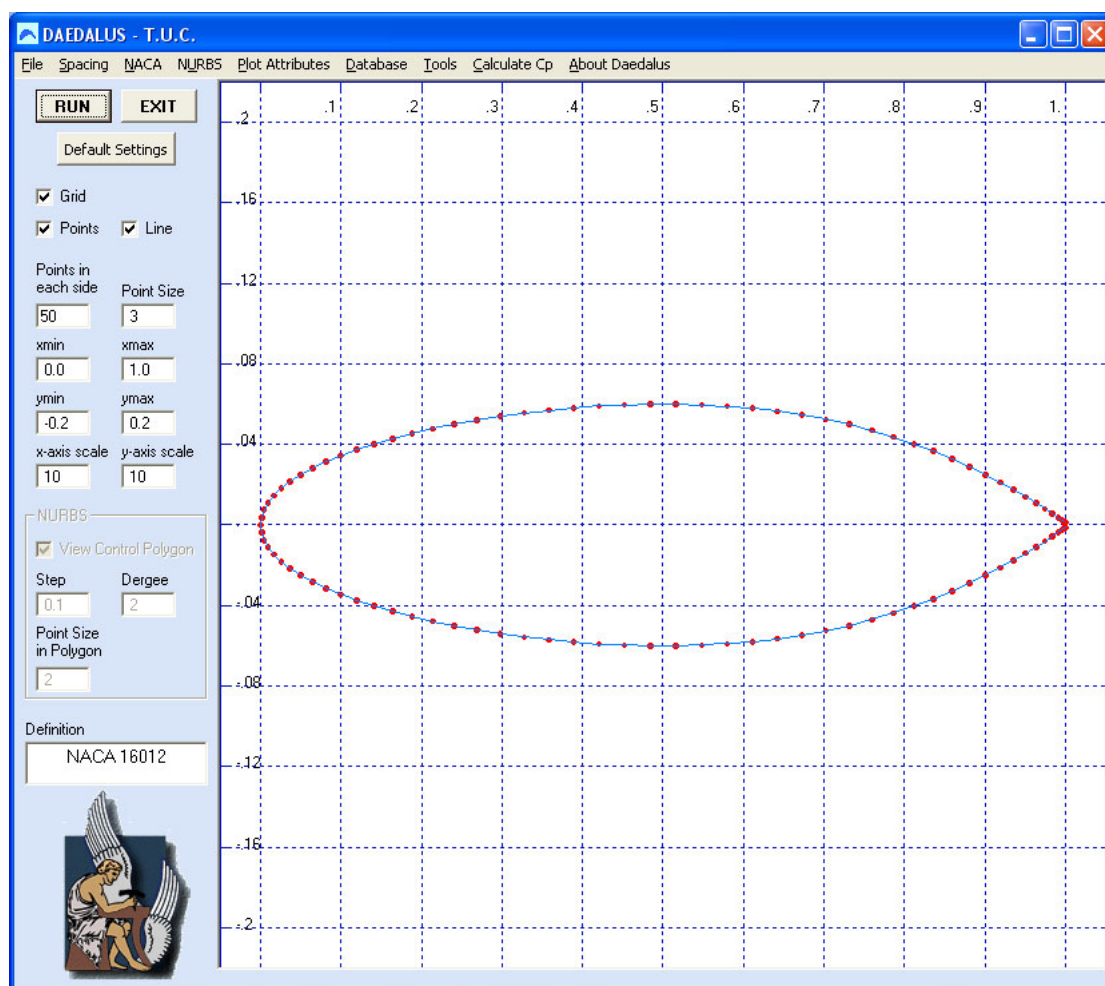 DAEDALUS - T.U.C.
File Spacing NACA NURBS Plot Attributes Database Tools Calculate Cp About Daedalus
RUN EXIT
Default Settings
Grid
Points Line
Points in
each side Point Size
50 3
xmin xmax
0.0 1.0
ymin ymax
-0.2 0.2
x-axis scale y-axis scale
10 10
NURBS
View Control Polygon
Step Dergee
0.1 2
Point Size
in Polygon
2
Definition
NACA 16012
.1 .2 .3 .4 .5 .6 .7 .8 .9 1.
.2
.16
.12
.08
.04
-.04
-.08
-.12
-.16
-.2